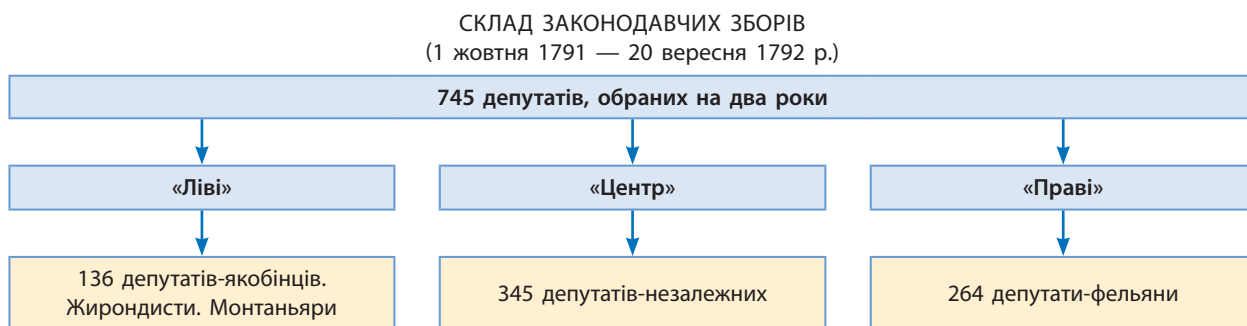 СКЛАД ЗАКОНОДАВЧИХ ЗБОРІВ
(1 жовтня 1791 — 20 вересня 1792 р.)
745 депутатів, обраних на два роки
«Ліві»
«Центр»
«Праві»
136 депутатів-якобінців.
Жирондисти. Монтаньяри
345 депутатів-незалежних
264 депутати-фельяни